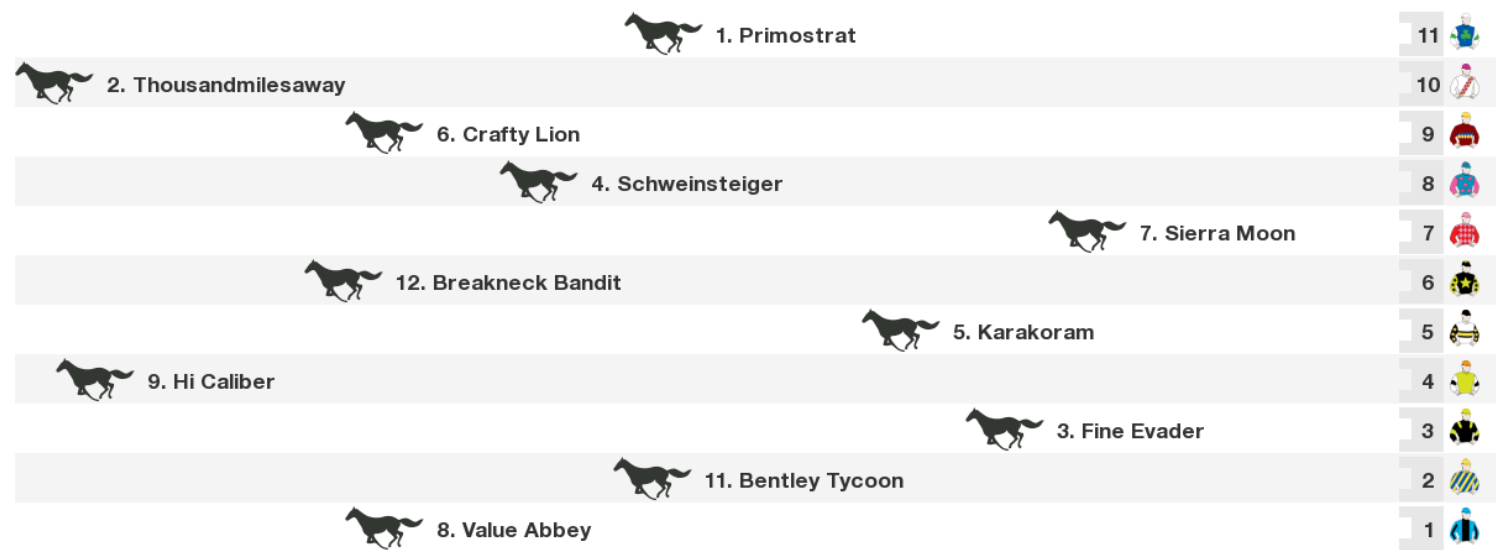 1. Primostrat 11
2. Thousandmilesaway 10
6. Crafty Lion 9
4. Schweinsteiger 8
7. Sierra Moon 7
12. Breakneck Bandit 6
5. Karakoram 5
9. Hi Caliber 4
3. Fine Evader 3
11. Bentley Tycoon 2
8. Value Abbey 1